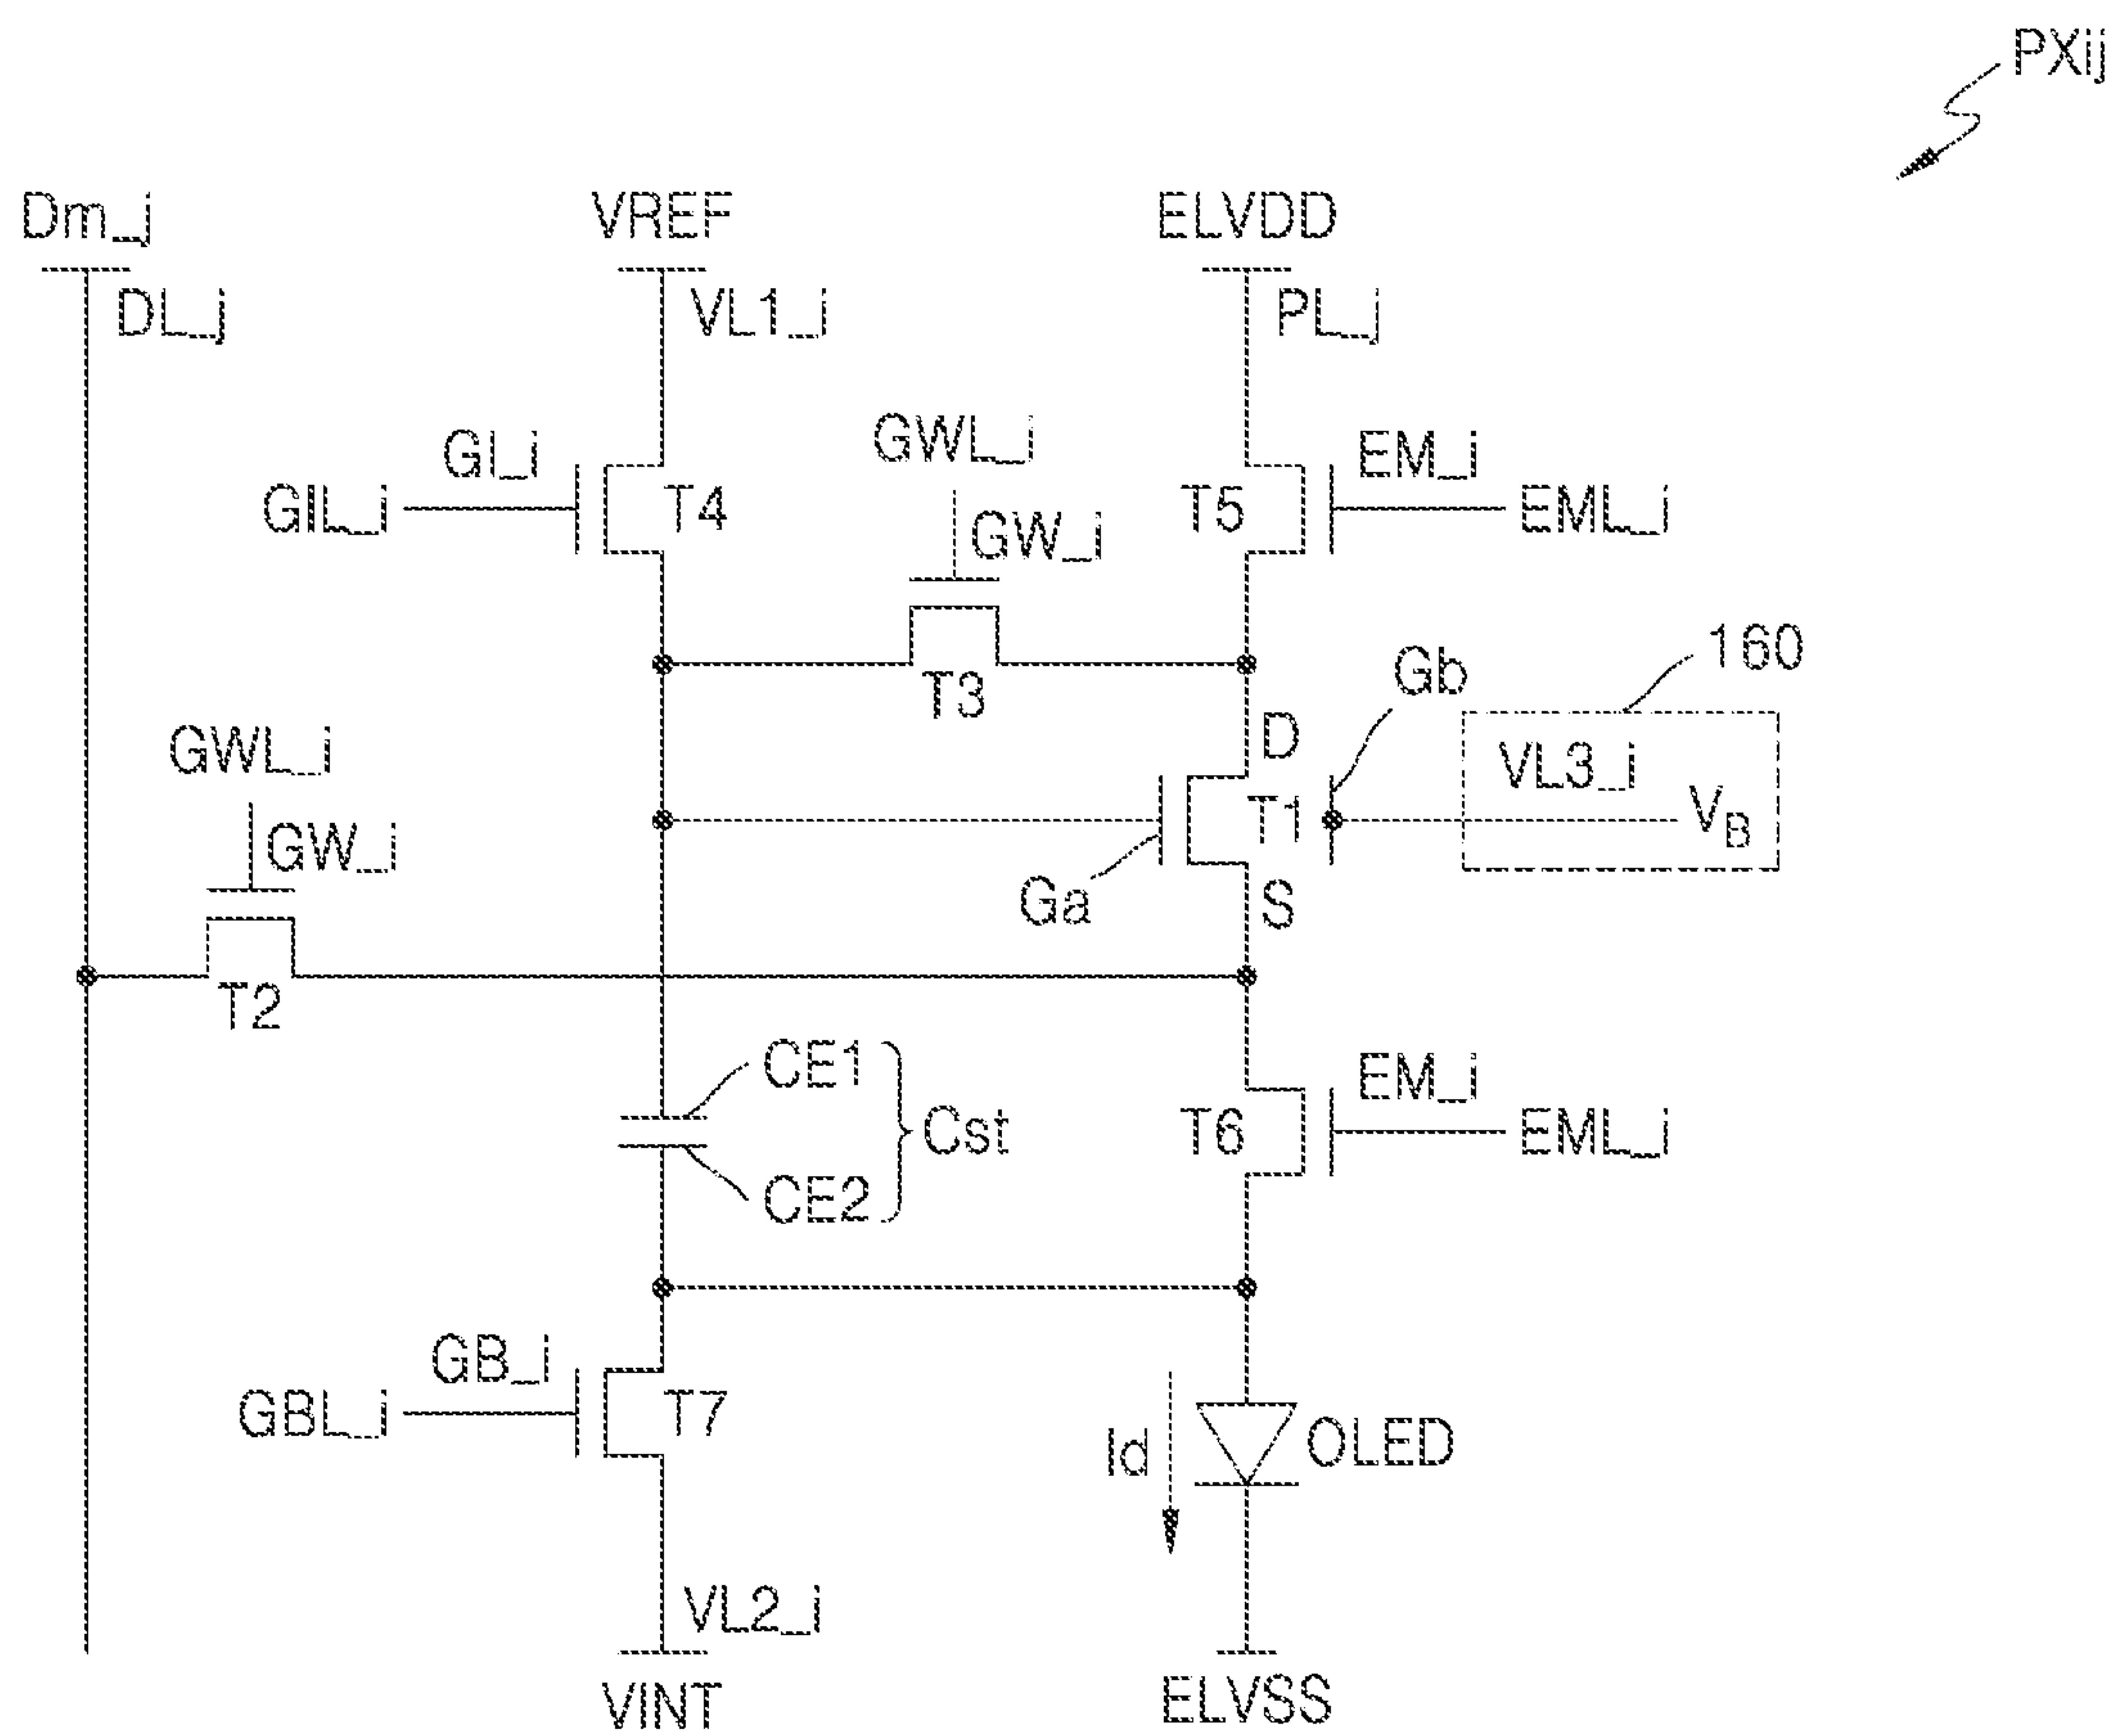 PXij
Dm_j
VREF
ELVDD
DL_j
VL1_i
PL_j
GI_i
GWL_i
EM_i
GIL_i
T4
T5
EML_i
GW_i
160
T3
Gb
D
GWL_i
VL3_i
T1
VB
GW_i
Ga
S
T2
CE1
EM_i
Cst
T6
EML_i
CE2
GB_i
GBL_i
T7
Id
OLED
VL2_i
VINT
ELVSS